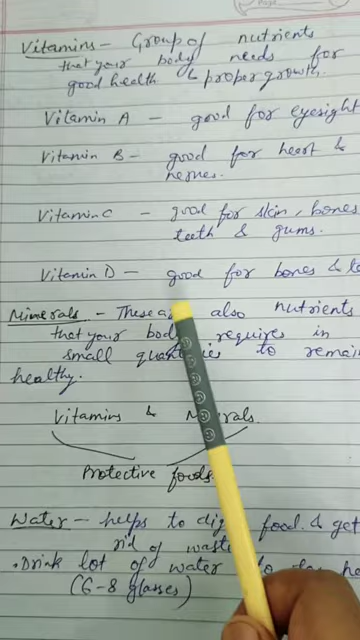 Vitamins - Group of nutrients
that your body needs for
good health & proper growth.
Vitamin A - good for eyesight
Vitamin B - good for heart &
nerves.
Vitamin C - good for skin, bones
teeth & gums.
Vitamin D - good for bones &
Minerals - These also nutrients
that your body requires in
small to remain
healthy.
Vitamins &
Protective foods
Water - helps to food & get
rid of
. Drink lot of water
(6-8 glasses)